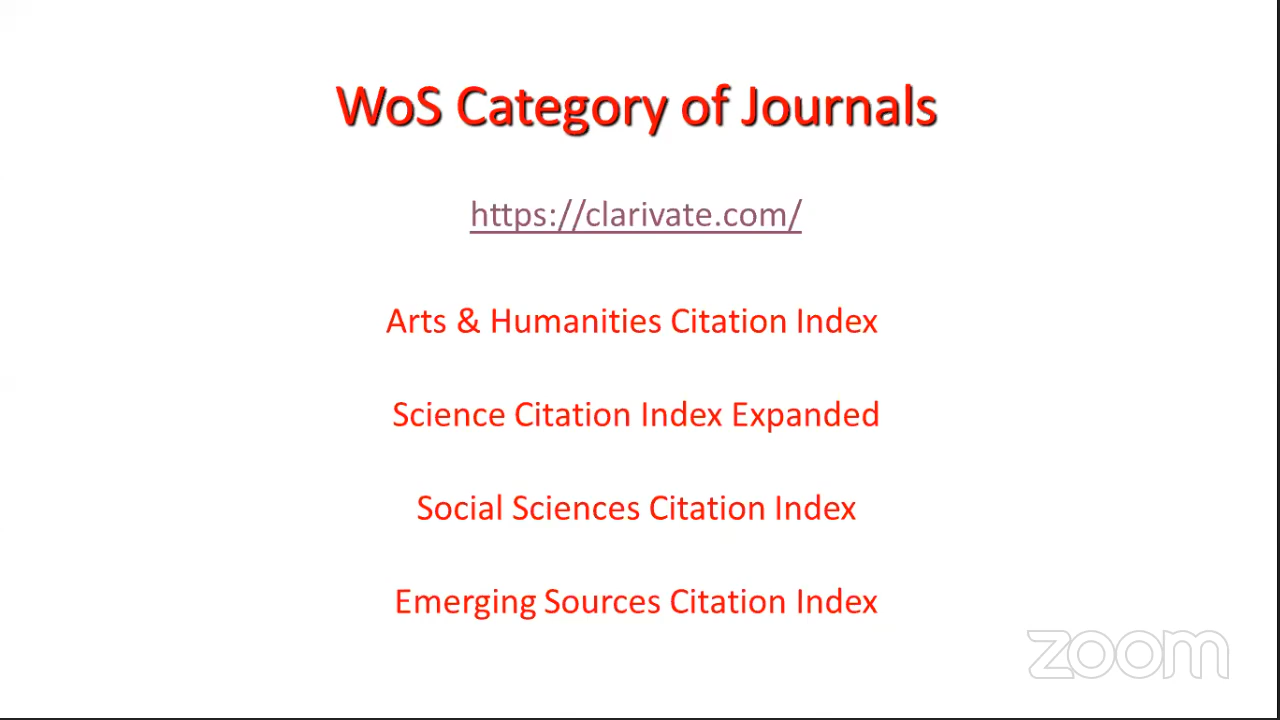 WoS Category of Journals
https://clarivate.com/
Arts & Humanities Citation Index
Science Citation Index Expanded
Social Sciences Citation Index
Emerging Sources Citation Index
zoom